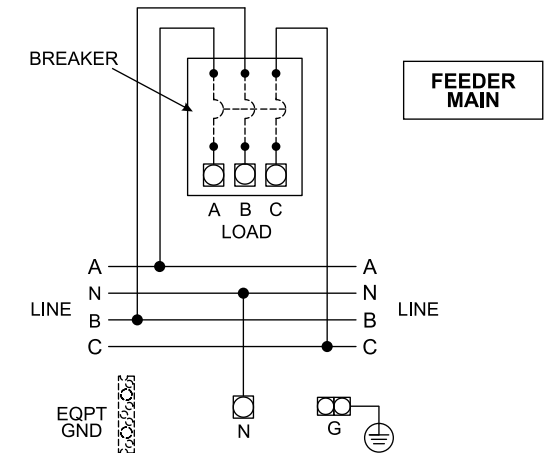 BREAKER
FEEDER
MAIN
A B C
LOAD
A A
N N
LINE B B LINE
C C
EQPT
GND
N
G